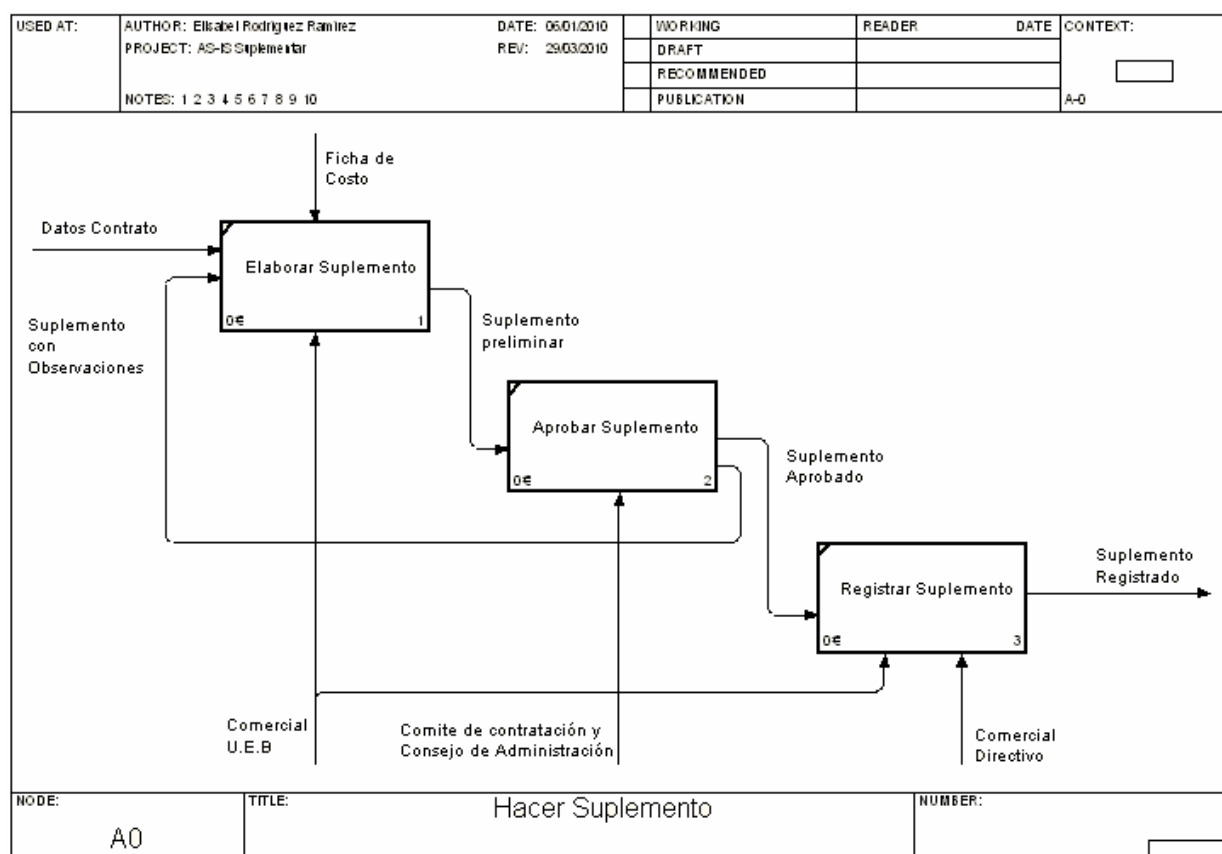 USED AT:
AUTHOR: Elisabel Rodriguez Ramirez
DATE: 06/01/2010
PROJECT: AS-IS Suplementar
REV: 29/03/2010
NOTES: 1 2 3 4 5 6 7 8 9 10
WORKING
DRAFT
RECOMMENDED
PUBLICATION
READER
DATE
CONTEXT:
A-0
Ficha de
Costo
Datos Contrato
Elaborar Suplemento
0€
1
Suplemento
con
Observaciones
Suplemento
preliminar
Aprobar Suplemento
0€
2
Suplemento
Aprobado
Registrar Suplemento
0€
3
Suplemento
Registrado
Comercial
U.E.B
Comite de contratación y
Consejo de Administración
Comercial
Directivo
NODE:
A0
TITLE:
Hacer Suplemento
NUMBER: